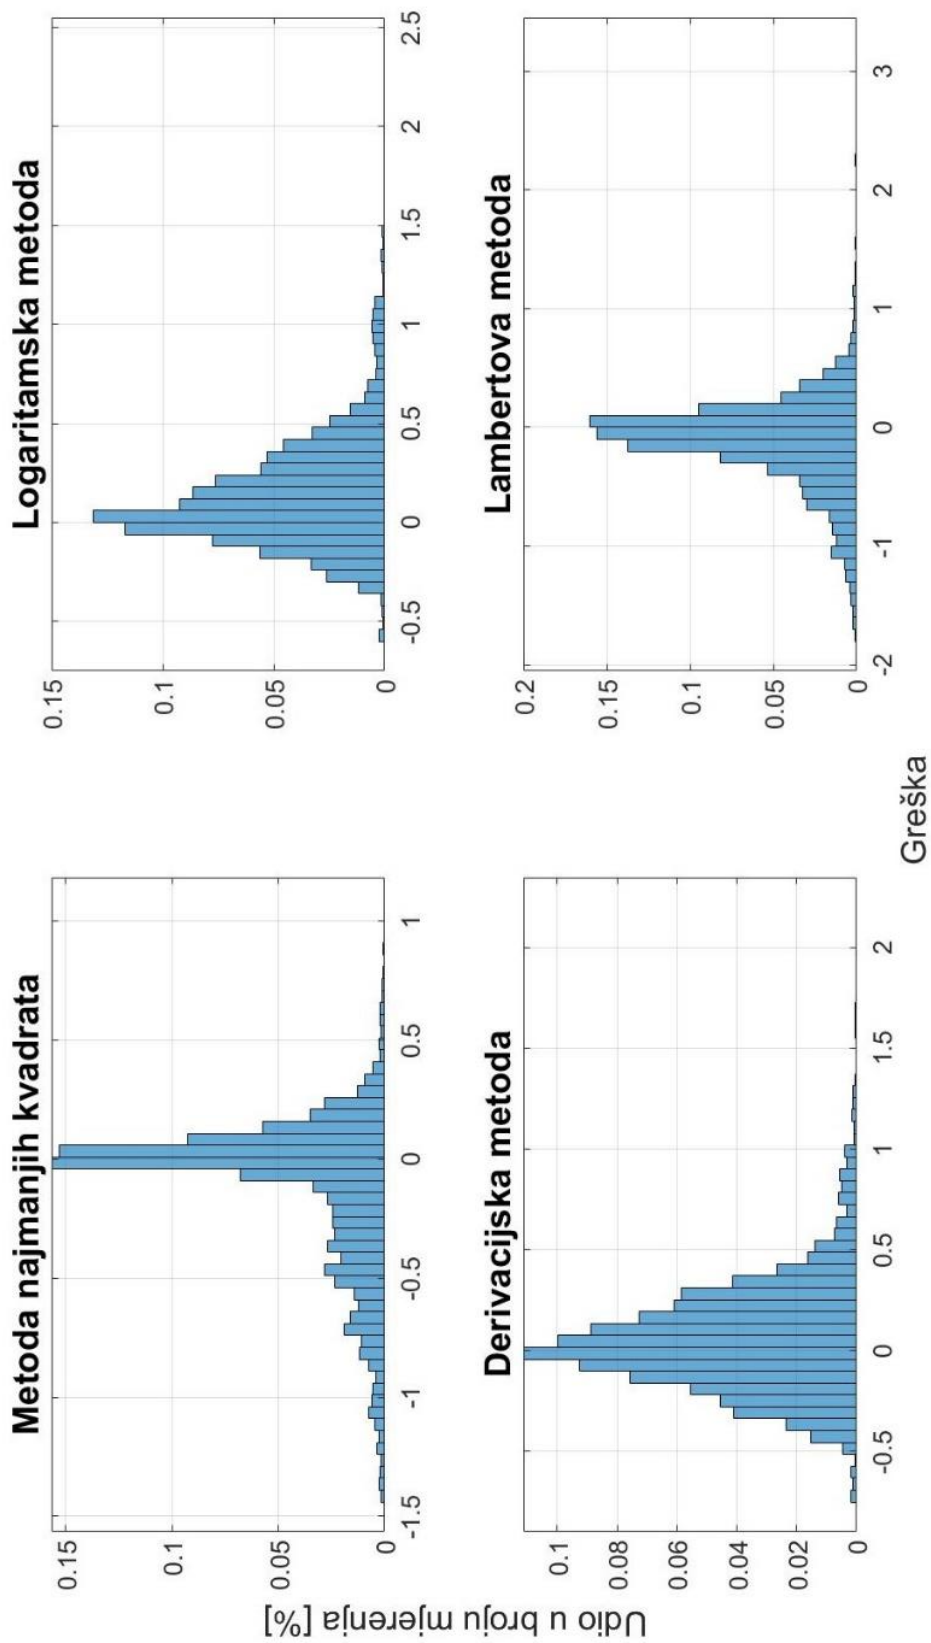 Metoda najmanjih kvadrata
0.15
0.1
0.05
0
-1.5 -1 -0.5 0 0.5 1
Logaritamska metoda
0.15
0.1
0.05
0
-0.5 0 0.5 1 1.5 2 2.5
Udio u broju mjerenja [%]
Derivacijska metoda
0.1
0.08
0.06
0.04
0.02
0
-0.5 0 0.5 1 1.5 2
Lambertova metoda
0.2
0.15
0.1
0.05
0
-2 -1 0 1 2 3
Greška